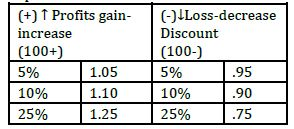 (+) ↑ Profits gain- (-)↓Loss-decrease
increase Discount
(100+) (100-)
5% 1.05 5% .95
10% 1.10 10% .90
25% 1.25 25% .75